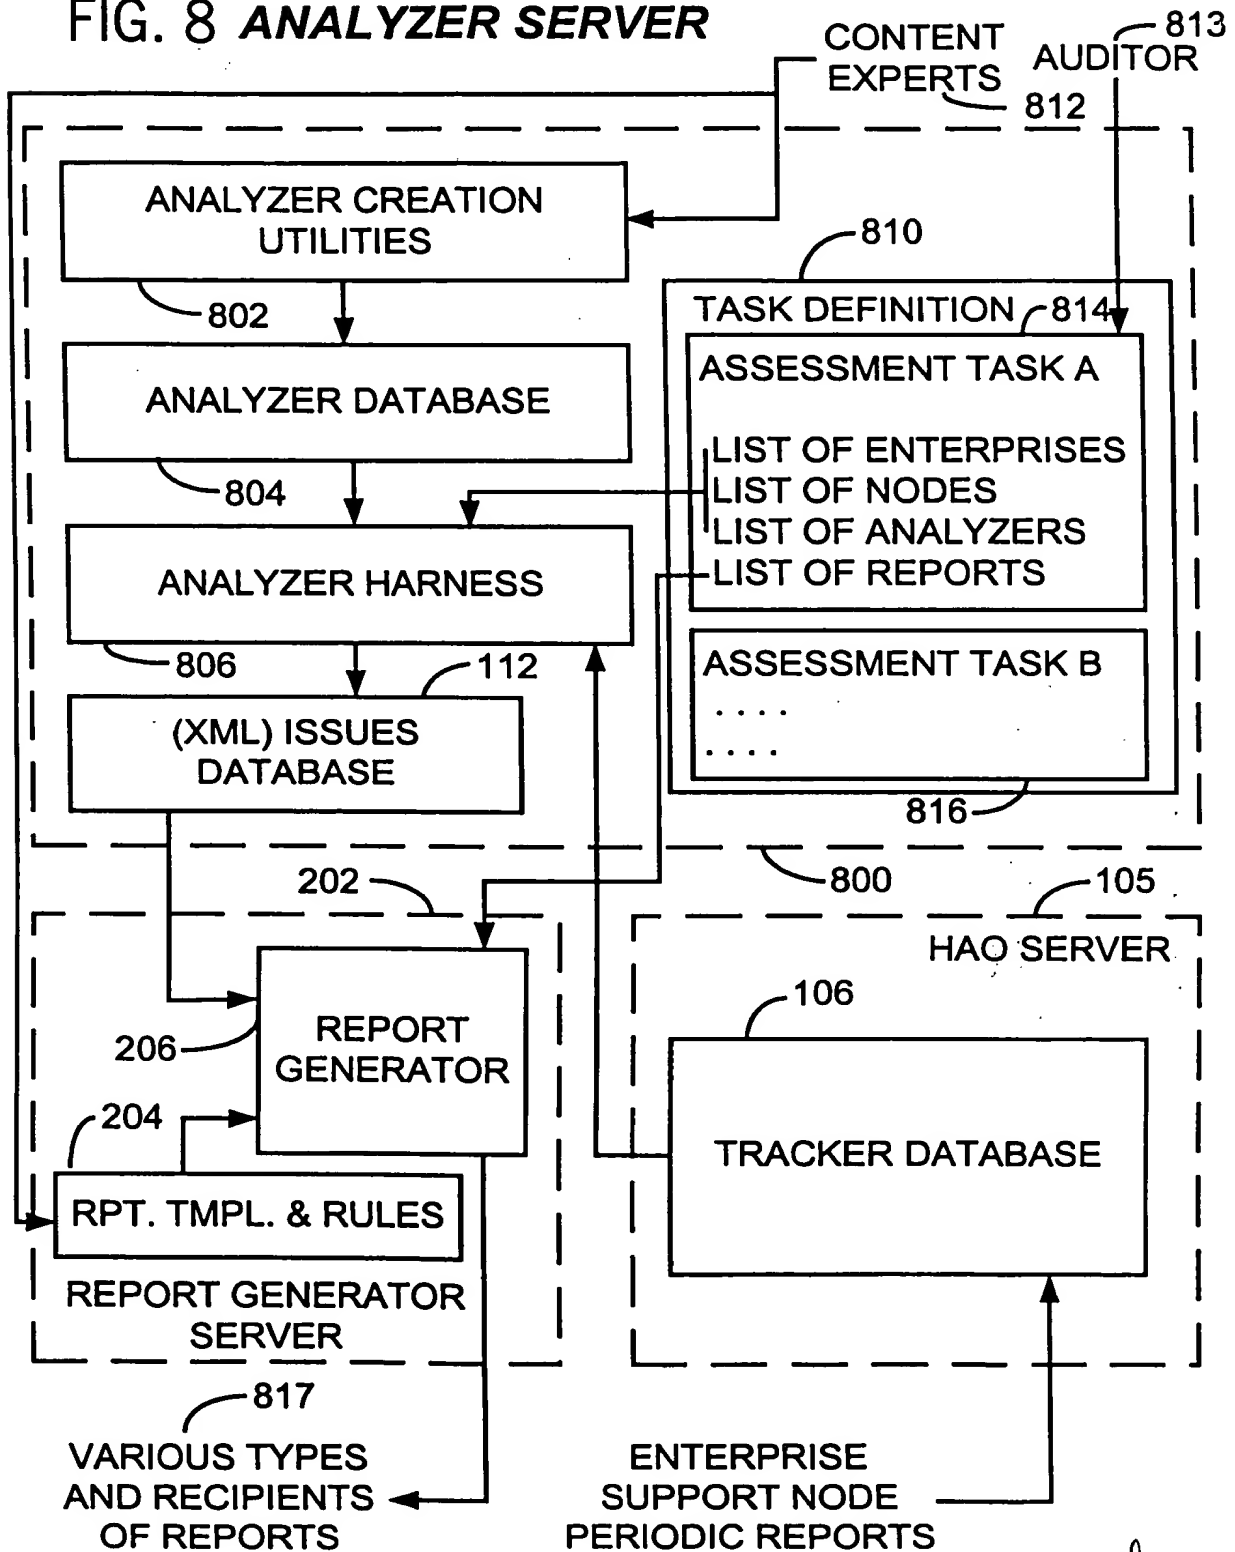 FIG. 8 ANALYZER SERVER
CONTENT
EXPERTS
812
813
AUDITOR
ANALYZER CREATION
UTILITIES
802
810
TASK DEFINITION
814
ASSESSMENT TASK A
LIST OF ENTERPRISES
LIST OF NODES
LIST OF ANALYZERS
LIST OF REPORTS
ANALYZER DATABASE
804
ANALYZER HARNESS
806
112
(XML) ISSUES
DATABASE
ASSESSMENT TASK B
. . . .
. . . .
816
800
202
105
HAO SERVER
106
REPORT
GENERATOR
206
204
TRACKER DATABASE
RPT. TMPL. & RULES
REPORT GENERATOR
SERVER
817
VARIOUS TYPES
AND RECIPIENTS
OF REPORTS
ENTERPRISE
SUPPORT NODE
PERIODIC REPORTS